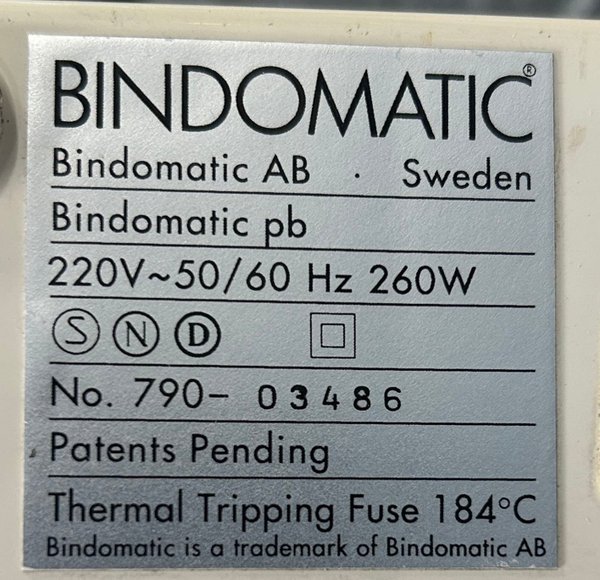 BINDOMATIC®
Bindomatic AB · Sweden
Bindomatic pb
220V~50/60 Hz 260W
S N D
No. 790- 03486
Patents Pending
Thermal Tripping Fuse 184°C
Bindomatic is a trademark of Bindomatic AB